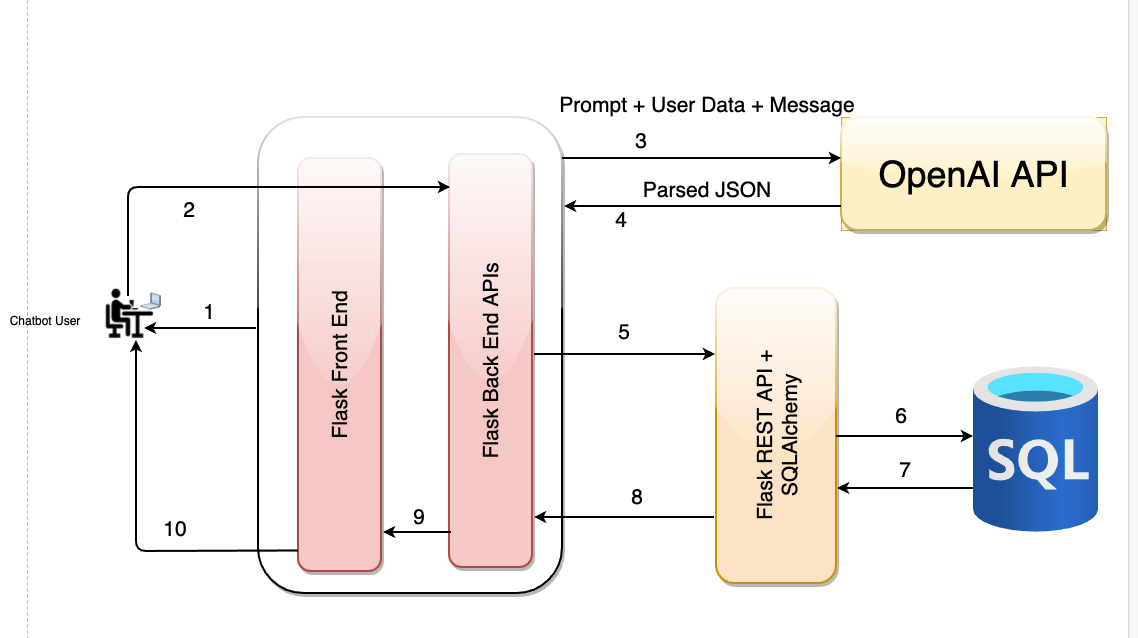 Prompt + User Data + Message
3
OpenAI API
Parsed JSON
4
2
Chatbot User
1
Flask Front End
Flask Back End APIs
5
Flask REST API +
SQLAlchemy
6
SQL
7
8
9
10